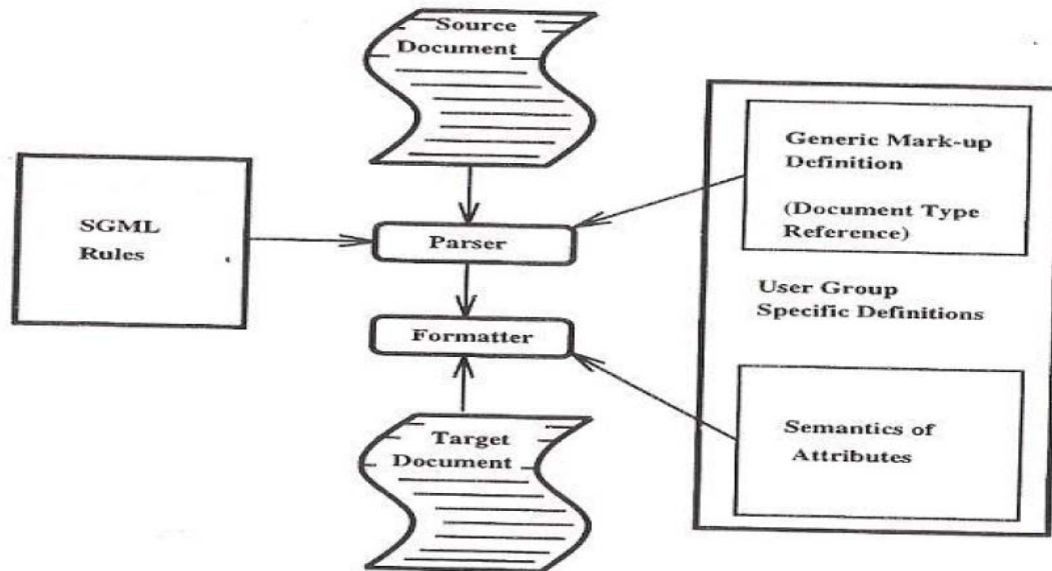 Source
Document
Generic Mark-up
Definition
(Document Type
Reference)
SGML
Rules
Parser
User Group
Specific Definitions
Formatter
Target
Document
Semantics of
Attributes